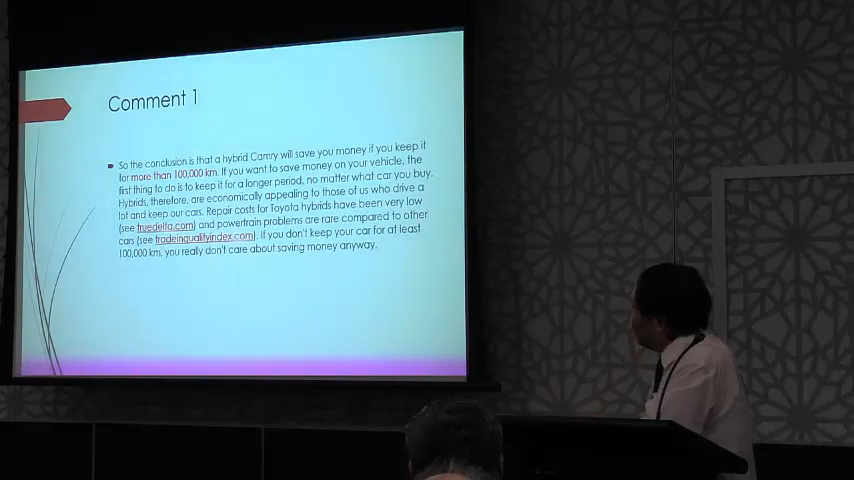 Comment 1
So the conclusion is that a hybrid Camry will save you money if you keep it
for more than 100,000 km. If you want to save money on your vehicle, the
first thing to do is to keep it for a longer period, no matter what car you buy.
Hybrids, therefore, are economically appealing to those of us who drive a
lot and keep our cars. Repair costs for Toyota hybrids have been very low
(see truedelta.com) and powertrain problems are rare compared to other
cars (see tradeinqualityindex.com). If you don't keep your car for at least
100,000 km, you really don't care about saving money anyway.